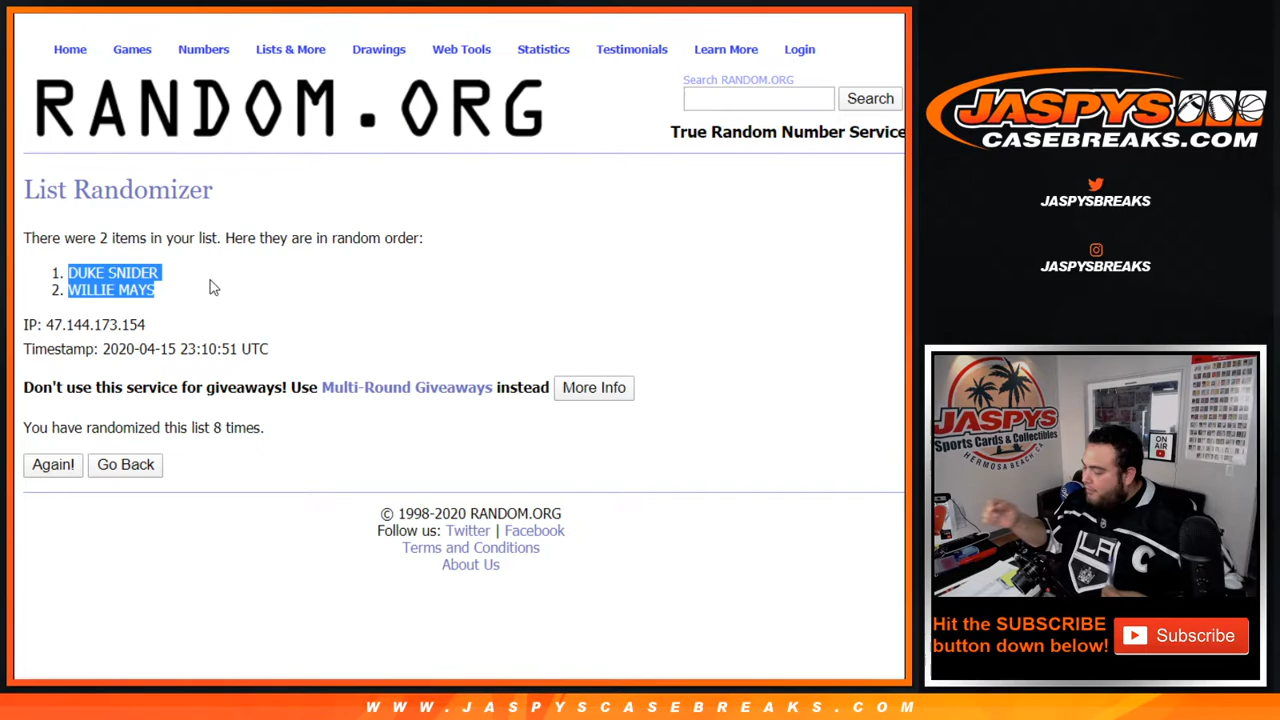 Home Games Numbers Lists & More Drawings Web Tools Statistics Testimonials Learn More Login
RANDOM.ORG
Search RANDOM.ORG
Search
True Random Number Service
List Randomizer
There were 2 items in your list. Here they are in random order:
1. DUKE SNIDER
2. WILLIE MAYS
IP: 47.144.173.154
Timestamp: 2020-04-15 23:10:51 UTC
Don't use this service for giveaways! Use Multi-Round Giveaways instead More Info
You have randomized this list 8 times.
Again! Go Back
© 1998-2020 RANDOM.ORG
Follow us: Twitter | Facebook
Terms and Conditions
About Us
JASPYS
CASEBREAKS.COM
JASPYSBREAKS
JASPYSBREAKS
JASPYS
Sports Cards & Collectibles
HERMOSA BEACH CA
ON
AIR
LA
C
Hit the SUBSCRIBE
button down below!
Subscribe
WWW.JASPYSCASEBREAKS.COM